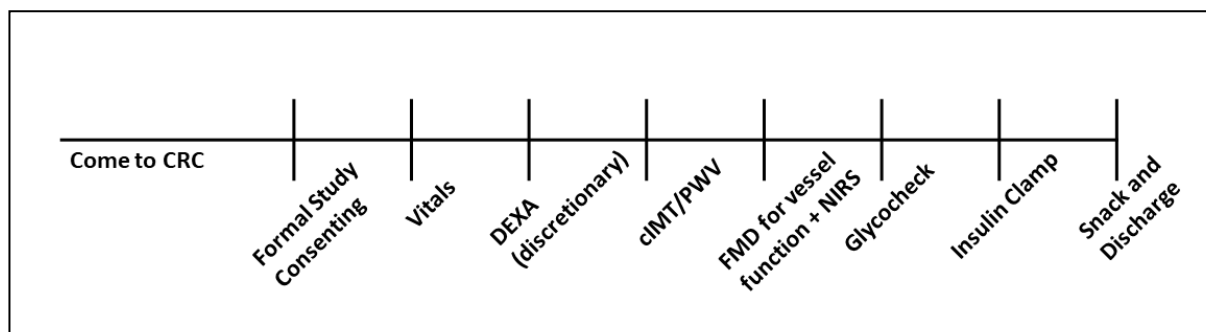 Come to CRC
Formal Study
Consenting
Vitals
DEXA
(discretionary)
cIMT/PWV
FMD for vessel
function + NIRS
Glycocheck
Insulin Clamp
Snack and
Discharge